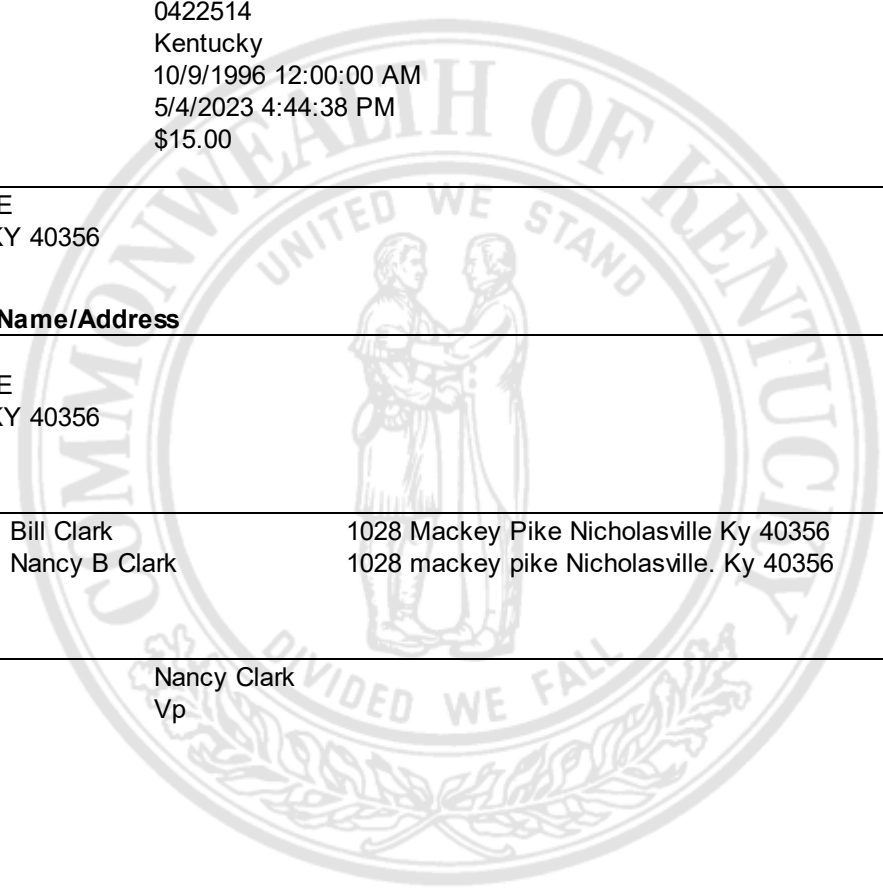 0422514
Kentucky
10/9/1996 12:00:00 AM
5/4/2023 4:44:38 PM
$15.00
E
KY 40356
Name/Address
E
KY 40356
Bill Clark 1028 Mackey Pike Nicholasville Ky 40356
Nancy B Clark 1028 mackey pike Nicholasville. Ky 40356
Nancy Clark
Vp
COMMONWEALTH OF KENTUCKY
UNITED WE STAND
DIVIDED WE FALL